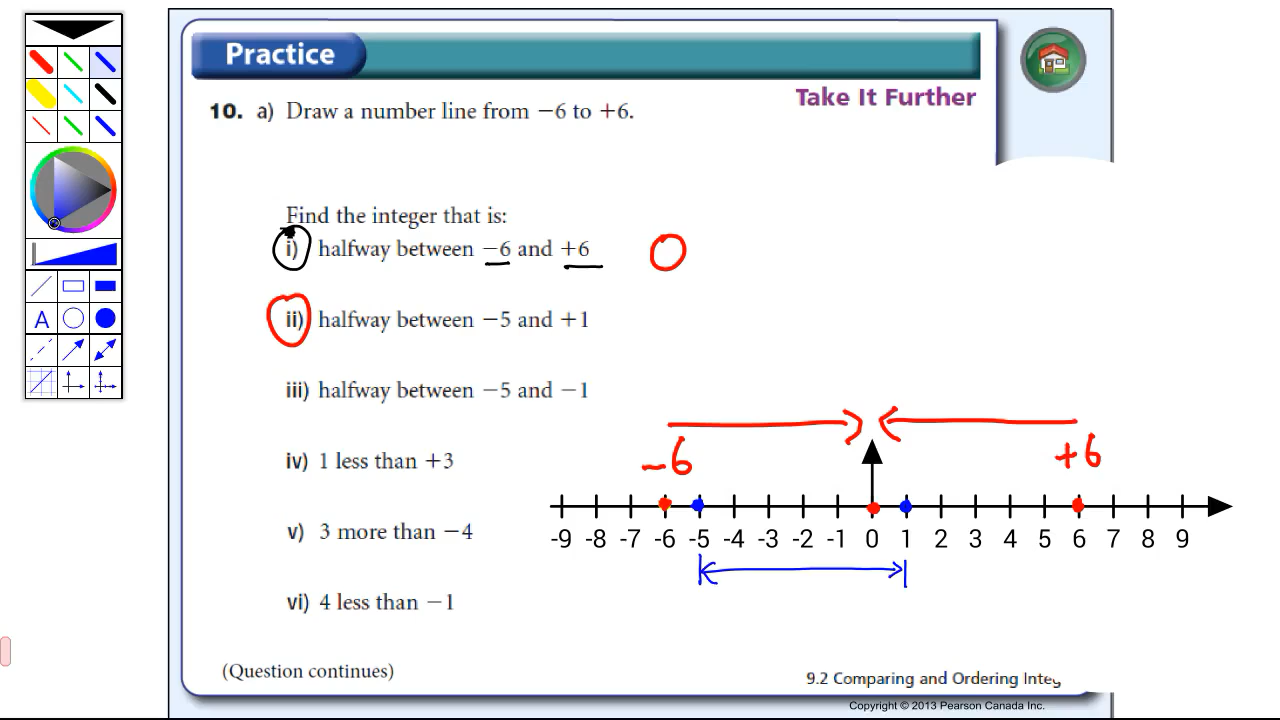 Practice
Take It Further
10. a) Draw a number line from −6 to +6.
Find the integer that is:
i) halfway between −6 and +6 0
ii) halfway between −5 and +1
iii) halfway between −5 and −1
iv) 1 less than +3
v) 3 more than −4
vi) 4 less than −1
−6 +6
-9 -8 -7 -6 -5 -4 -3 -2 -1 0 1 2 3 4 5 6 7 8 9
(Question continues)
9.2 Comparing and Ordering Integ
Copyright © 2013 Pearson Canada Inc.
A